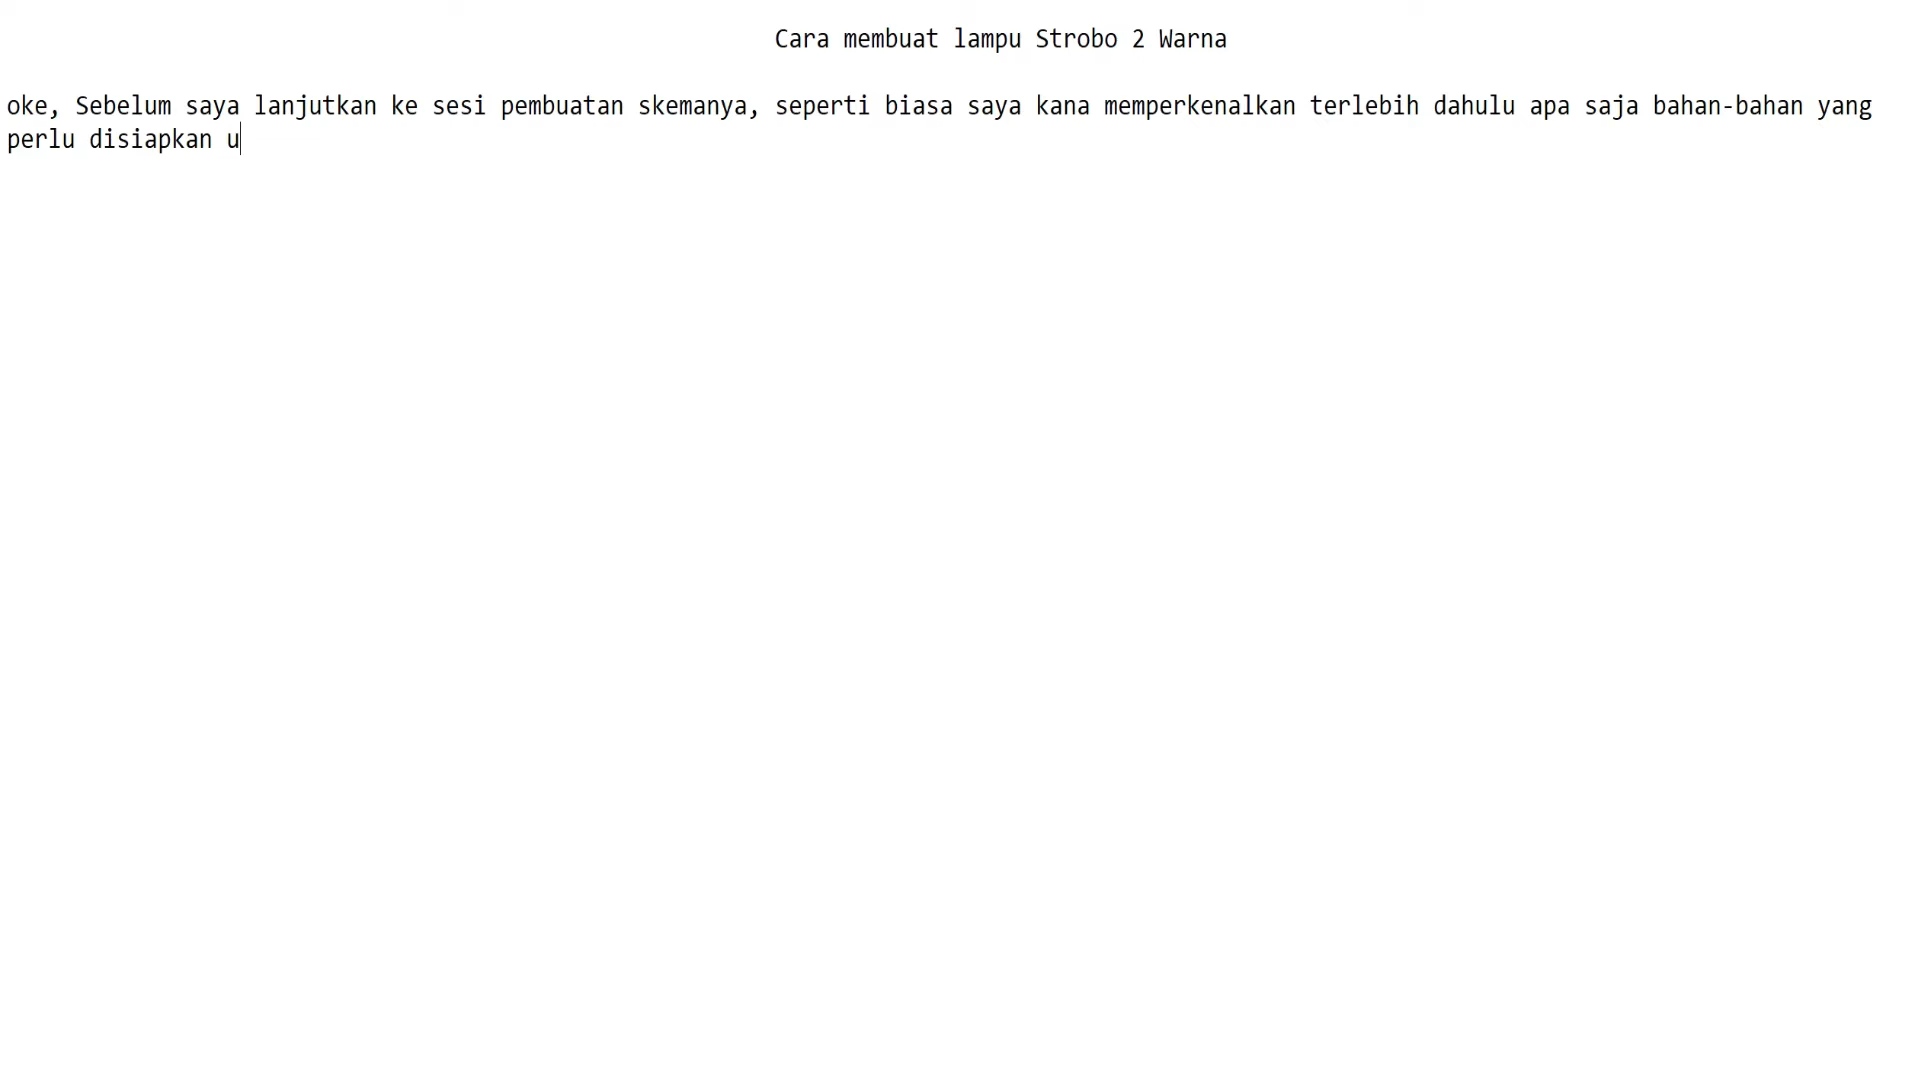 Cara membuat lampu Strobo 2 Warna
oke, Sebelum saya lanjutkan ke sesi pembuatan skemanya, seperti biasa saya kana memperkenalkan terlebih dahulu apa saja bahan-bahan yang
perlu disiapkan u